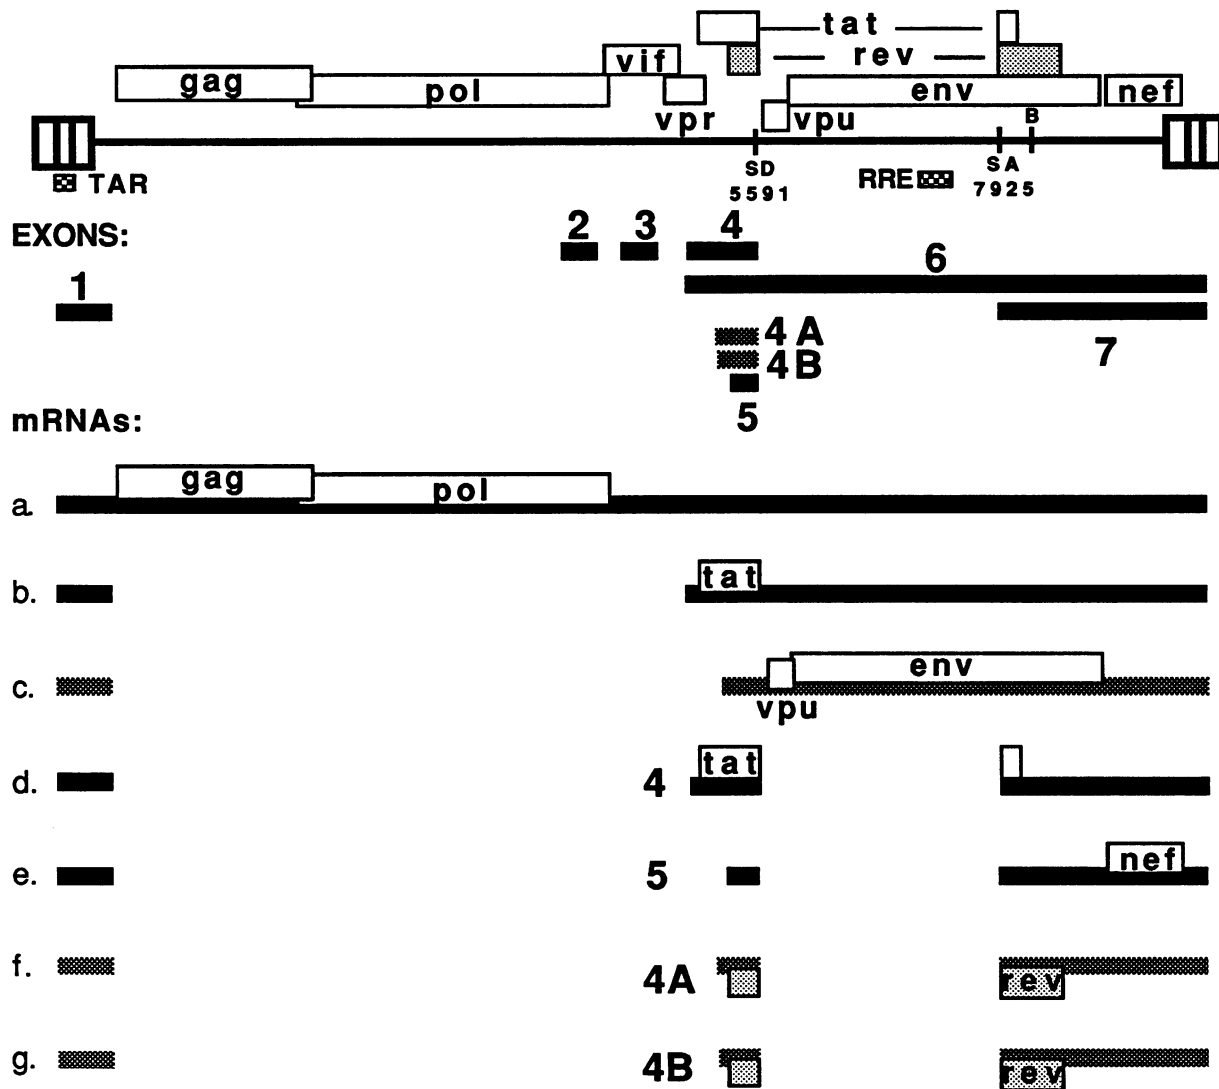 tat
rev
vif
gag
pol
env
nef
vpr
vpu
B
TAR
SD
5591
RRE
SA
7925
EXONS:
2
3
4
6
1
4A
4B
7
5
mRNAs:
gag
pol
a.
tat
b.
env
c.
vpu
tat
d.
4
nef
e.
5
f.
4A
rev
g.
4B
rev